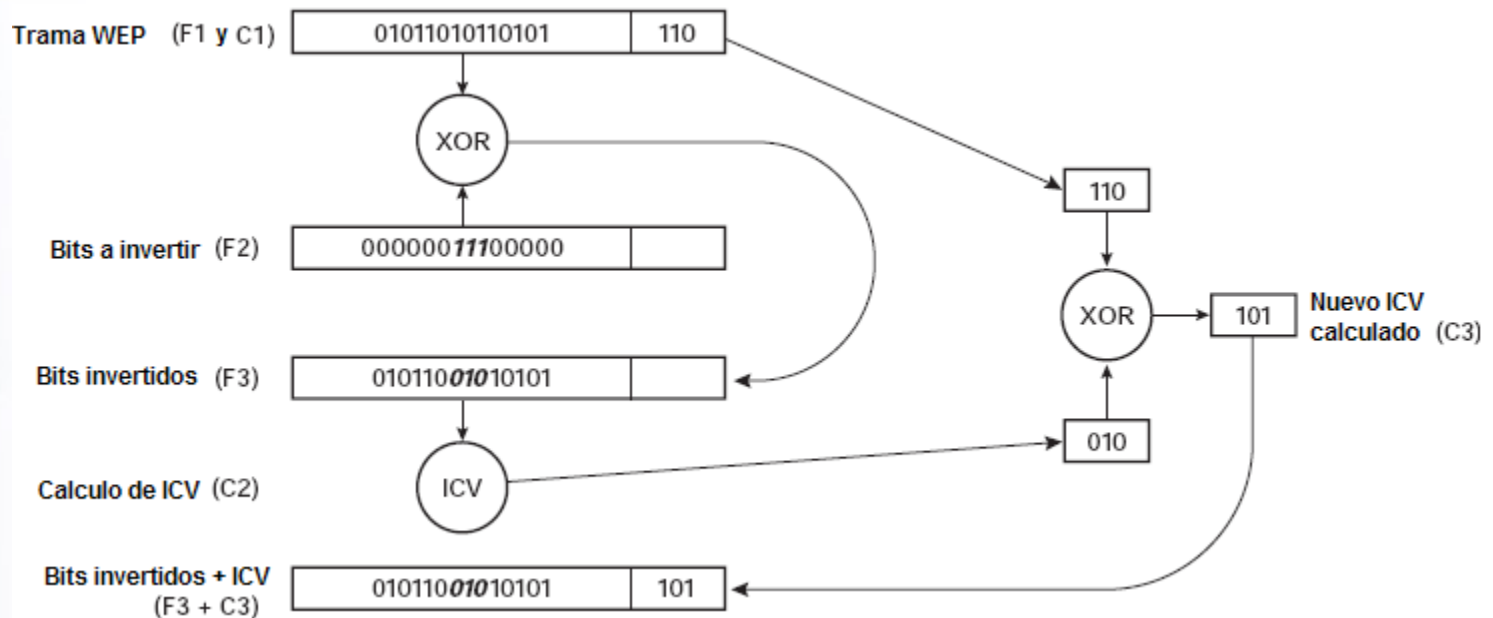 Trama WEP (F1 y C1) 01011010110101 110
XOR
110
Bits a invertir (F2) 00000011100000
XOR 101 Nuevo ICV
calculado (C3)
Bits invertidos (F3) 01011001010101
010
Calculo de ICV (C2) ICV
Bits invertidos + ICV 01011001010101 101
(F3 + C3)